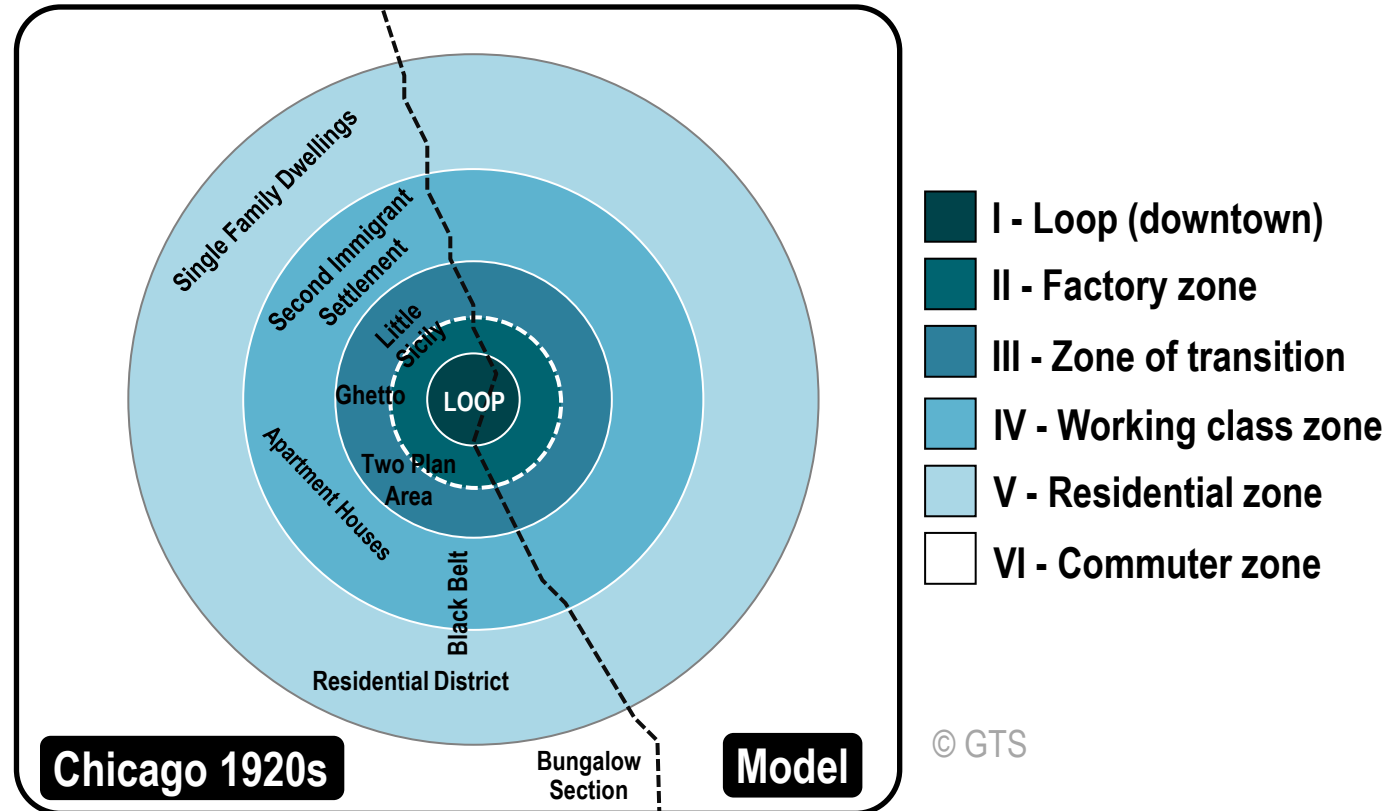 Single Family Dwellings
Second Immigrant
Settlement
Little
Sicily
Ghetto
LOOP
Two Plan
Area
Apartment Houses
Black Belt
Residential District
Bungalow
Section
Chicago 1920s
Model
I - Loop (downtown)
II - Factory zone
III - Zone of transition
IV - Working class zone
V - Residential zone
VI - Commuter zone
© GTS